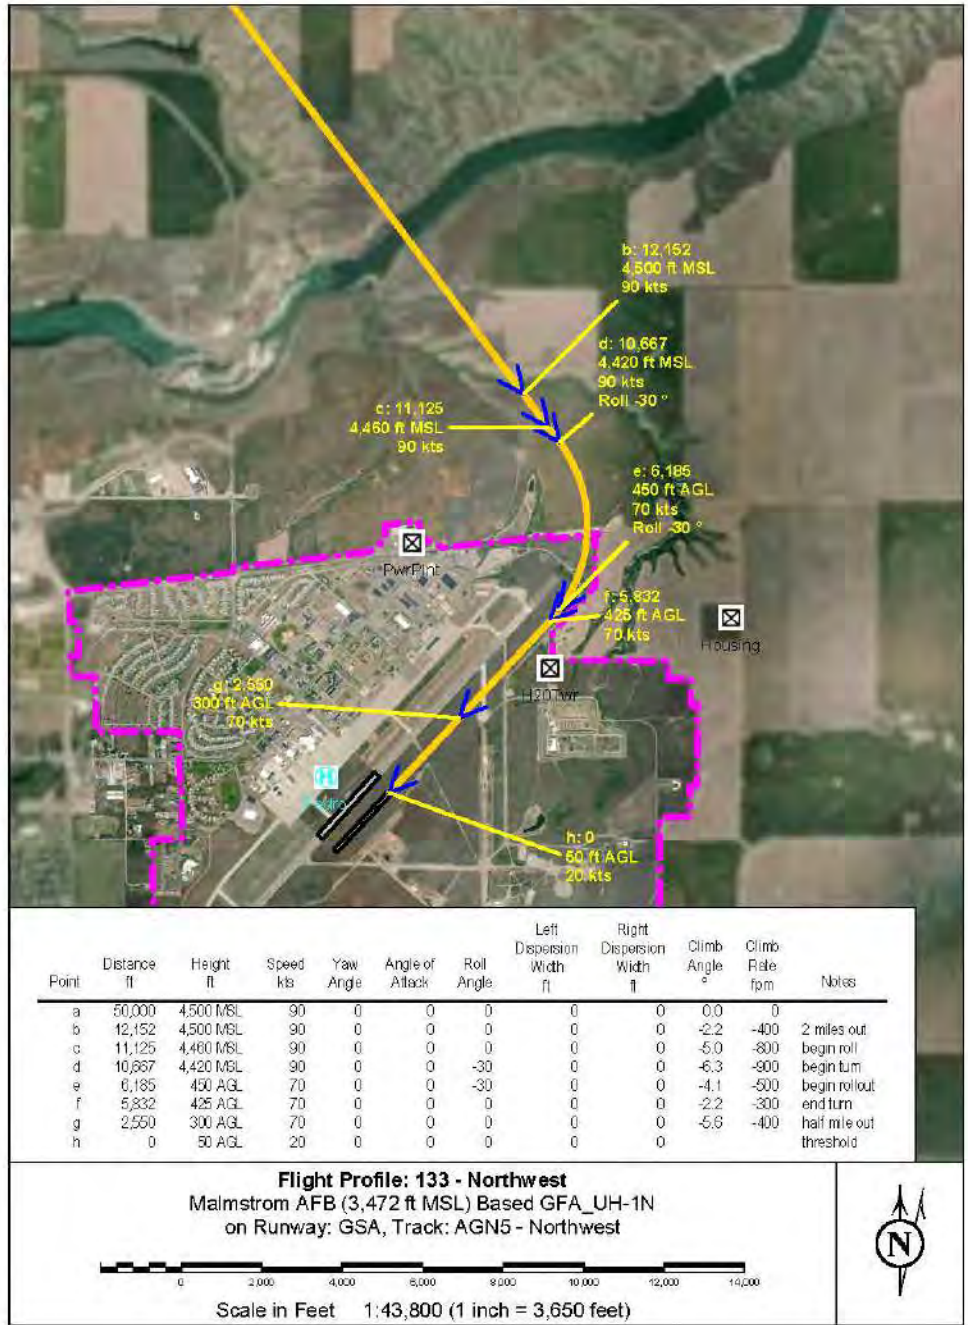 b: 12,152
4,500 ft MSL
90 kts
d: 10,667
4,420 ft MSL
90 kts
Roll -30 °
c: 11,125
4,460 ft MSL
90 kts
e: 6,185
450 ft AGL
70 kts
Roll -30 °
PwrPlnt
f: 5,832
425 ft AGL
70 kts
Housing
H20Twr
g: 2,550
300 ft AGL
70 kts
H
h: 0
50 ft AGL
20 kts
Point Distance ft Height ft Speed kts Yaw Angle Angle of Attack Roll Angle Left Dispersion Width ft Right Dispersion Width ft Climb Angle ° Climb Rate fpm Notes
a 50,000 4,500 MSL 90 0 0 0 0 0 0.0 0
b 12,152 4,500 MSL 90 0 0 0 0 0 -2.2 -400 2 miles out
c 11,125 4,460 MSL 90 0 0 0 0 0 -5.0 -800 begin roll
d 10,667 4,420 MSL 90 0 0 -30 0 0 -6.3 -900 begin turn
e 6,185 450 AGL 70 0 0 -30 0 0 -4.1 -500 begin rollout
f 5,832 425 AGL 70 0 0 0 0 0 -2.2 -300 end turn
g 2,550 300 AGL 70 0 0 0 0 0 -5.6 -400 half mile out
h 0 50 AGL 20 0 0 0 0 0 threshold
Flight Profile: 133 - Northwest
Malmstrom AFB (3,472 ft MSL) Based GFA_UH-1N
on Runway: GSA, Track: AGN5 - Northwest
0 2,000 4,000 6,000 8,000 10,000 12,000 14,000
Scale in Feet 1:43,800 (1 inch = 3,650 feet)
N